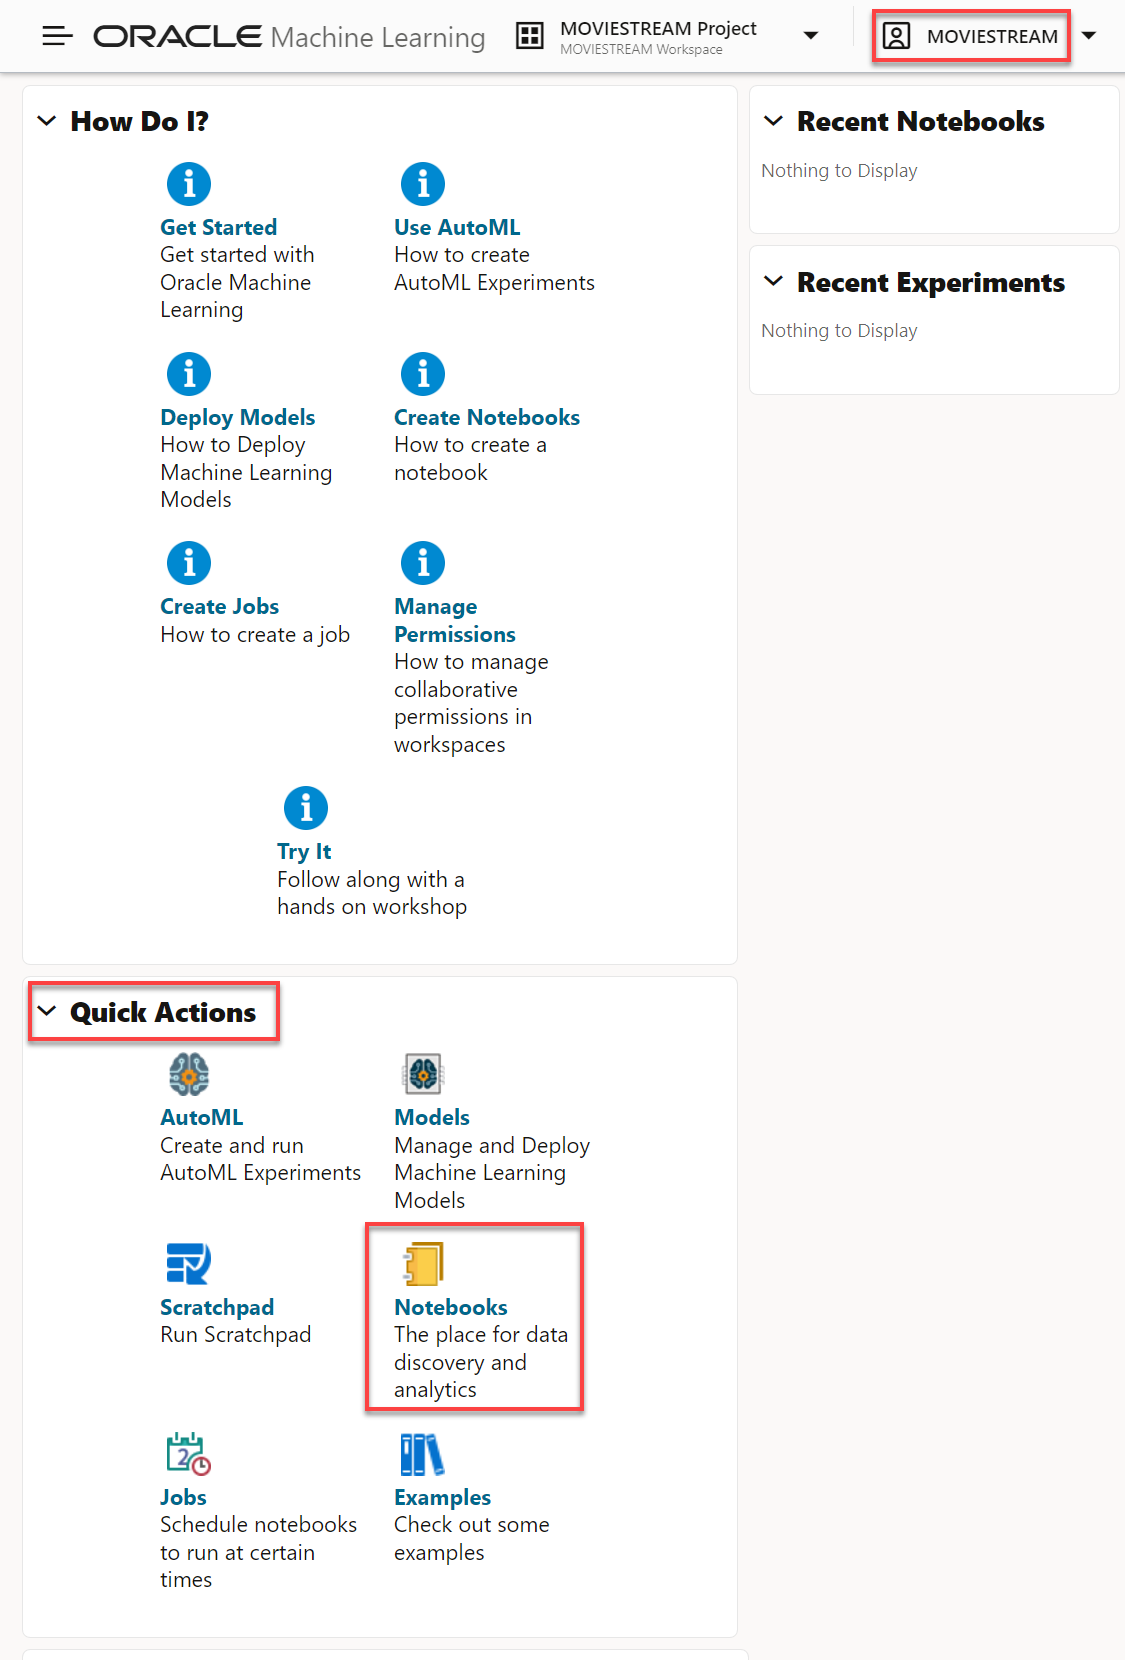 ORACLE Machine Learning
MOVIESTREAM Project
MOVIESTREAM Workspace
MOVIESTREAM
How Do I?
Get Started
Get started with
Oracle Machine
Learning
Use AutoML
How to create
AutoML Experiments
Deploy Models
How to Deploy
Machine Learning
Models
Create Notebooks
How to create a
notebook
Create Jobs
How to create a job
Manage
Permissions
How to manage
collaborative
permissions in
workspaces
Try It
Follow along with a
hands on workshop
Quick Actions
AutoML
Create and run
AutoML Experiments
Models
Manage and Deploy
Machine Learning
Models
Scratchpad
Run Scratchpad
Notebooks
The place for data
discovery and
analytics
2
Jobs
Schedule notebooks
to run at certain
times
Examples
Check out some
examples
Recent Notebooks
Nothing to Display
Recent Experiments
Nothing to Display